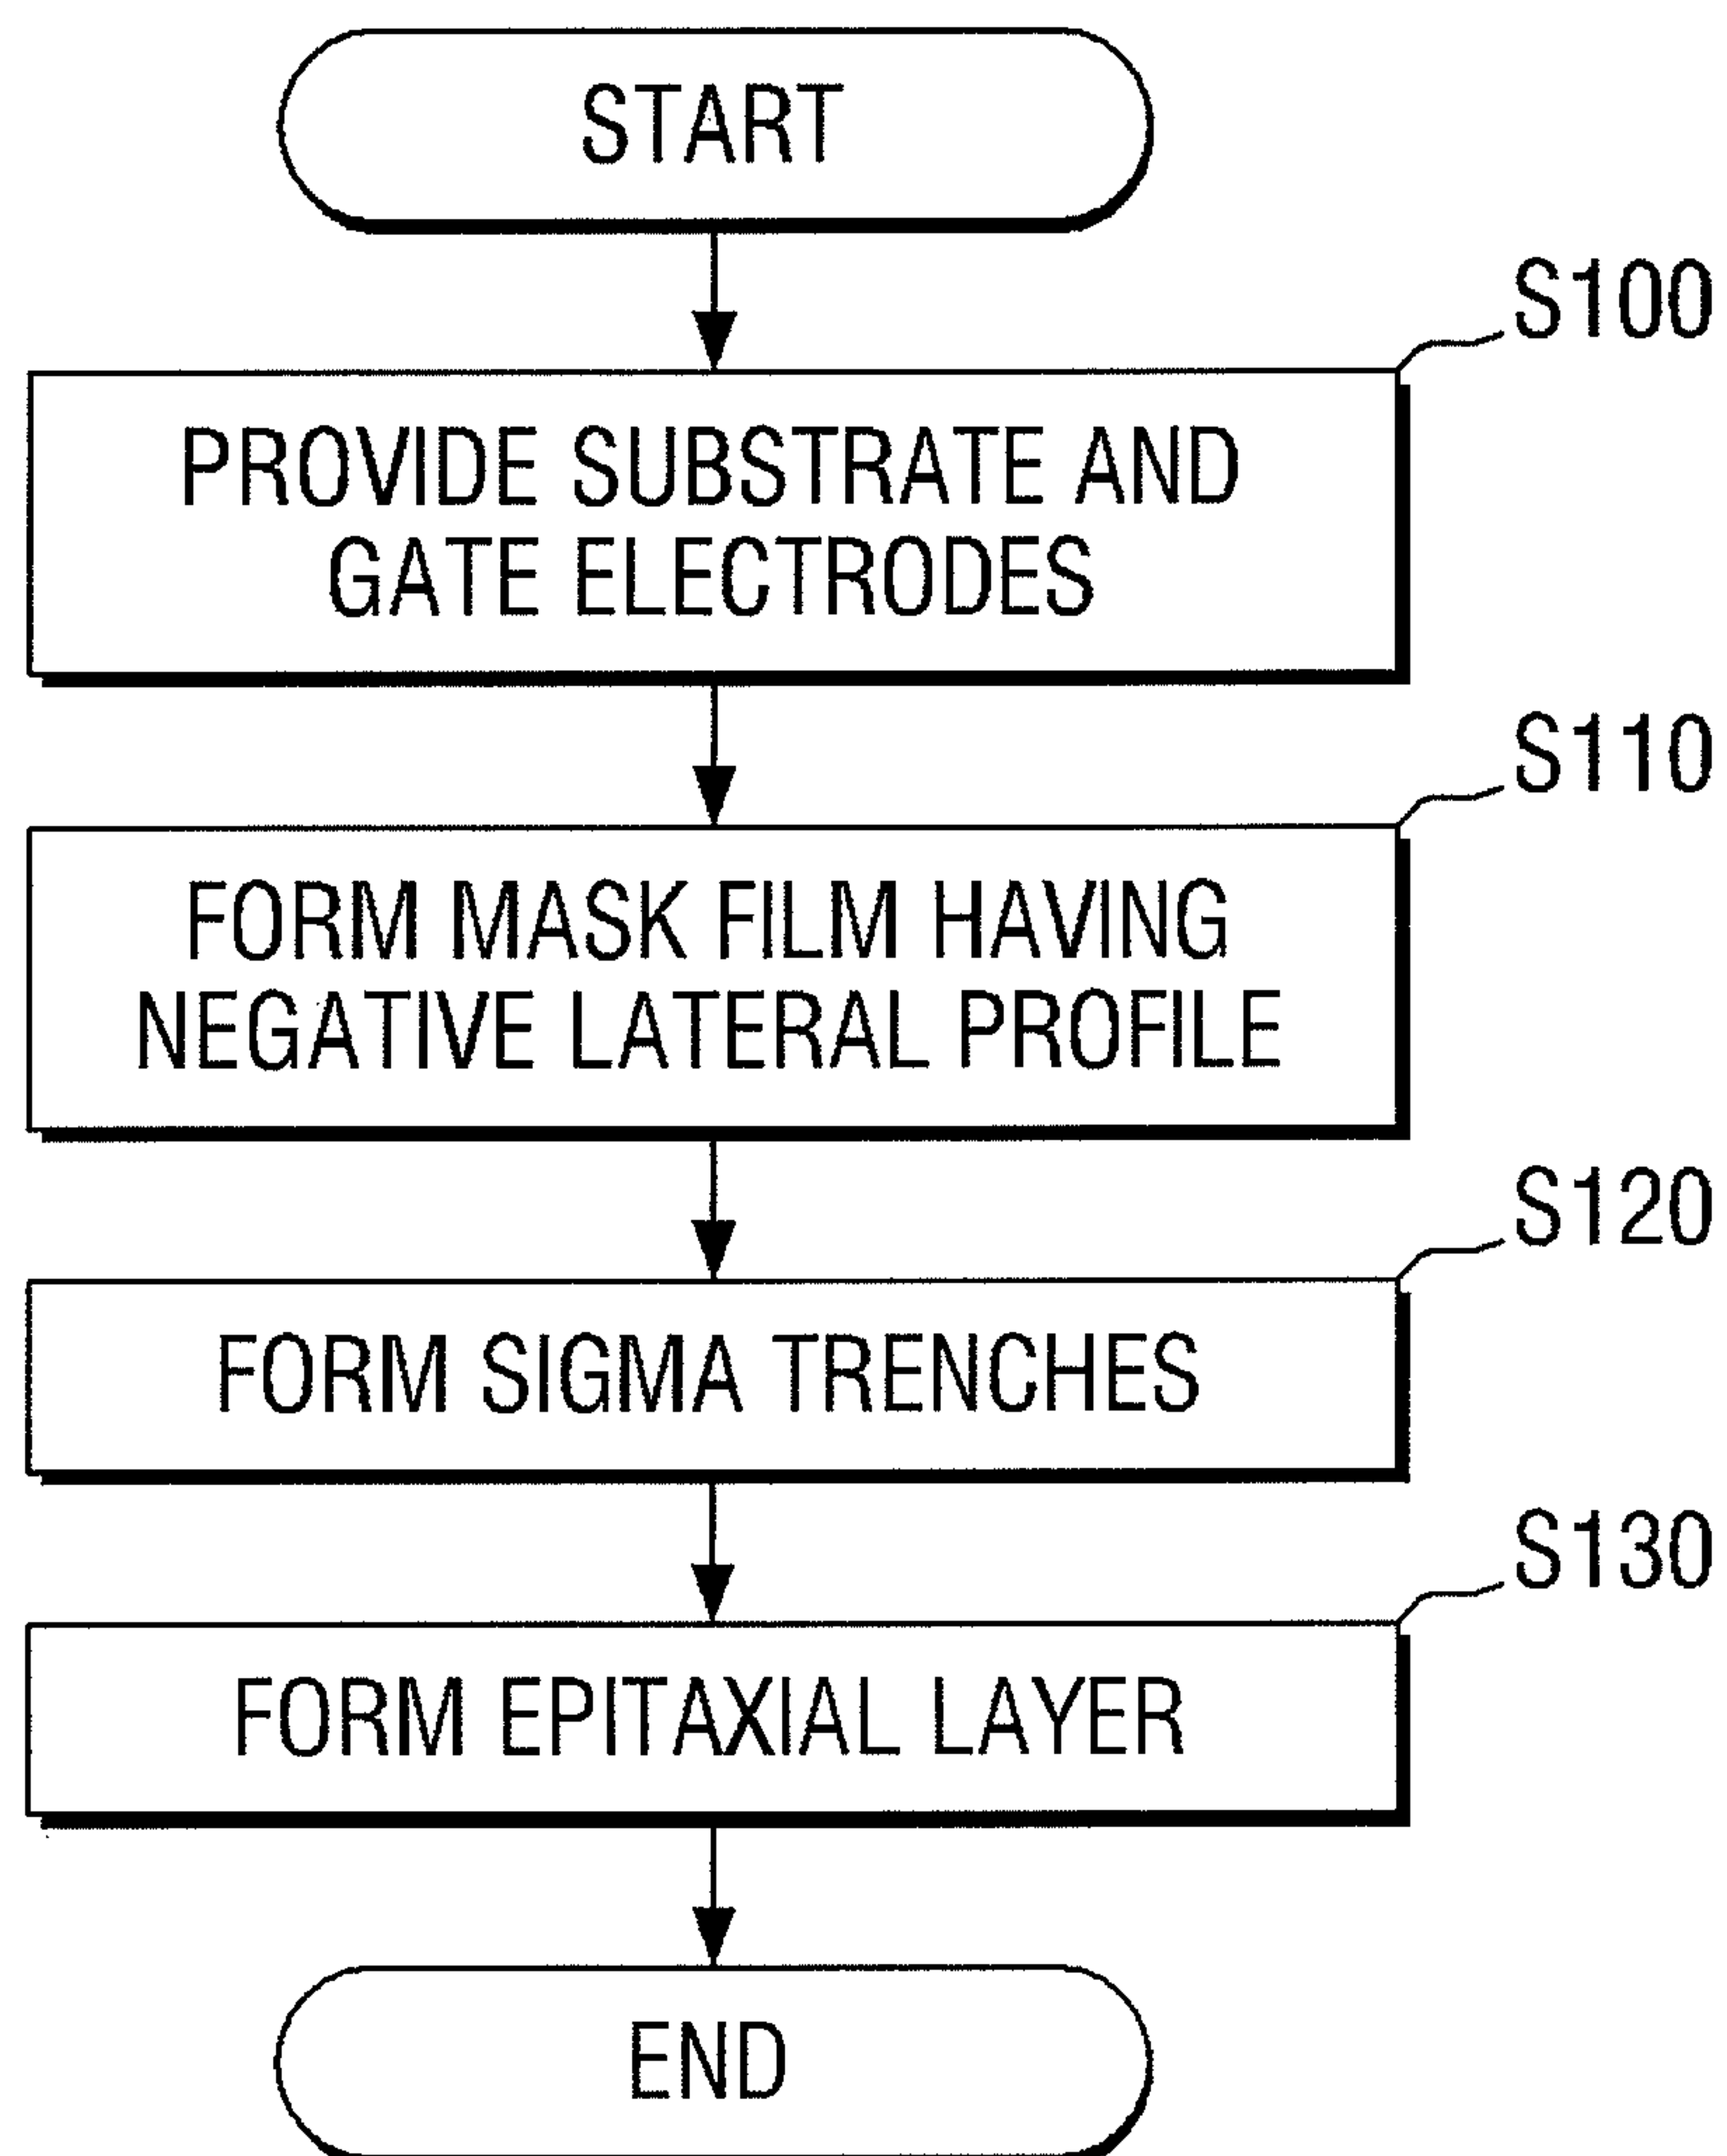 START
S100
PROVIDE SUBSTRATE AND
GATE ELECTRODES
S110
FORM MASK FILM HAVING
NEGATIVE LATERAL PROFILE
S120
FORM SIGMA TRENCHES
S130
FORM EPITAXIAL LAYER
END